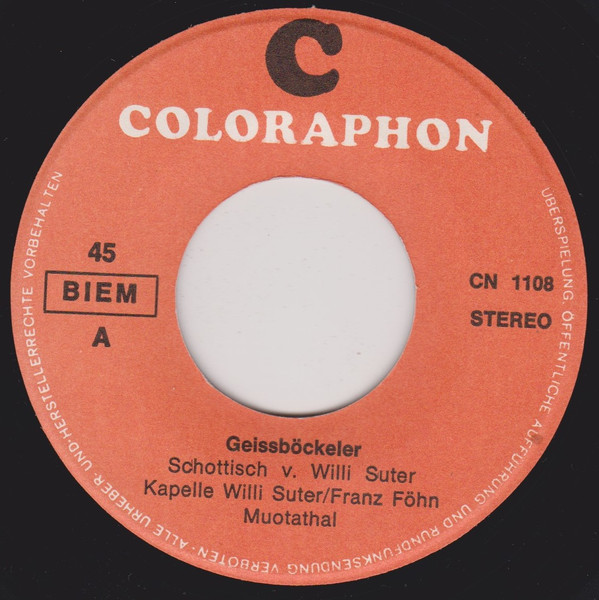 C
COLORAPHON
45
BIEM
A
CN 1108
STEREO
Geissböckeler
Schottisch v. Willi Suter
Kapelle Willi Suter/Franz Föhn
Muotathal
ALLE URHEBER- UND HERSTELLERRECHTE VORBEHALTEN
UBERSPIELUNG. ÖFFENTLICHE AUFFÜHRUNG UND RUNDFUNKSENDUNG VERBOTEN-